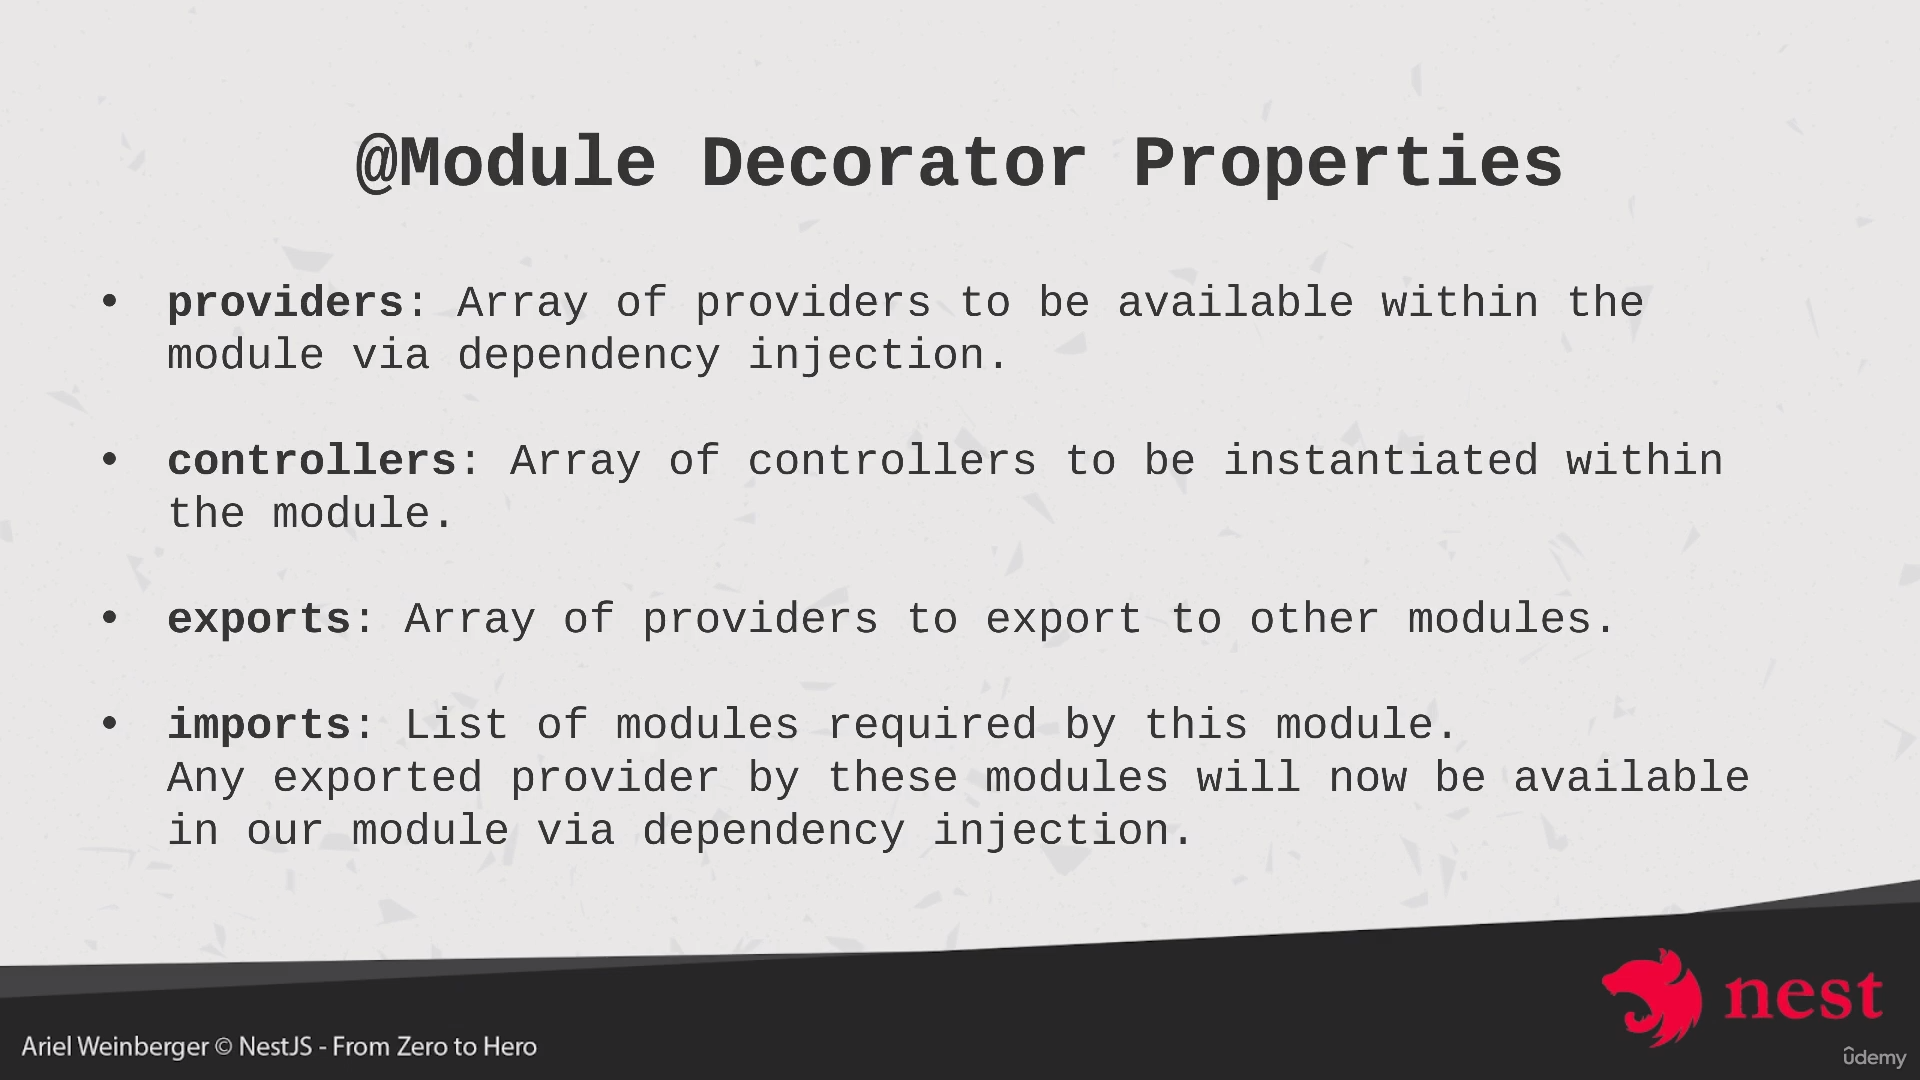 @Module Decorator Properties
• providers: Array of providers to be available within the
module via dependency injection.
• controllers: Array of controllers to be instantiated within
the module.
• exports: Array of providers to export to other modules.
• imports: List of modules required by this module.
Any exported provider by these modules will now be available
in our module via dependency injection.
nest
Ariel Weinberger © NestJS - From Zero to Hero
ûdemy